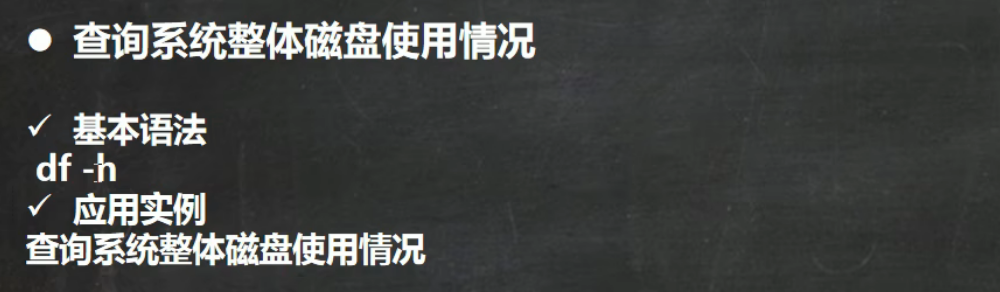 ● 查询系统整体磁盘使用情况
✓ 基本语法
df -h
✓ 应用实例
查询系统整体磁盘使用情况